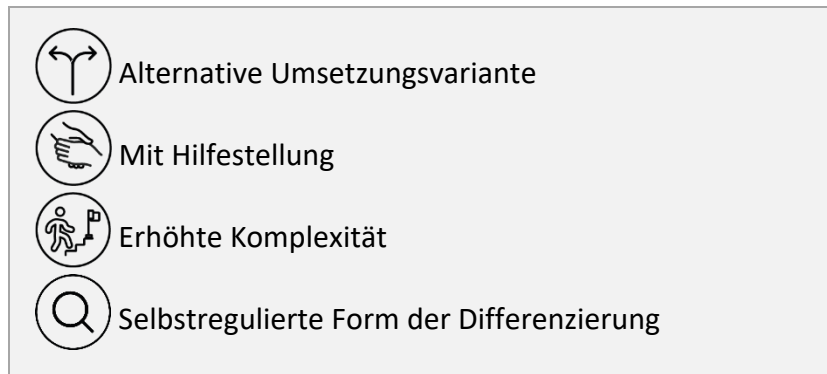 Alternative Umsetzungsvariante
Mit Hilfestellung
Erhöhte Komplexität
Selbstregulierte Form der Differenzierung